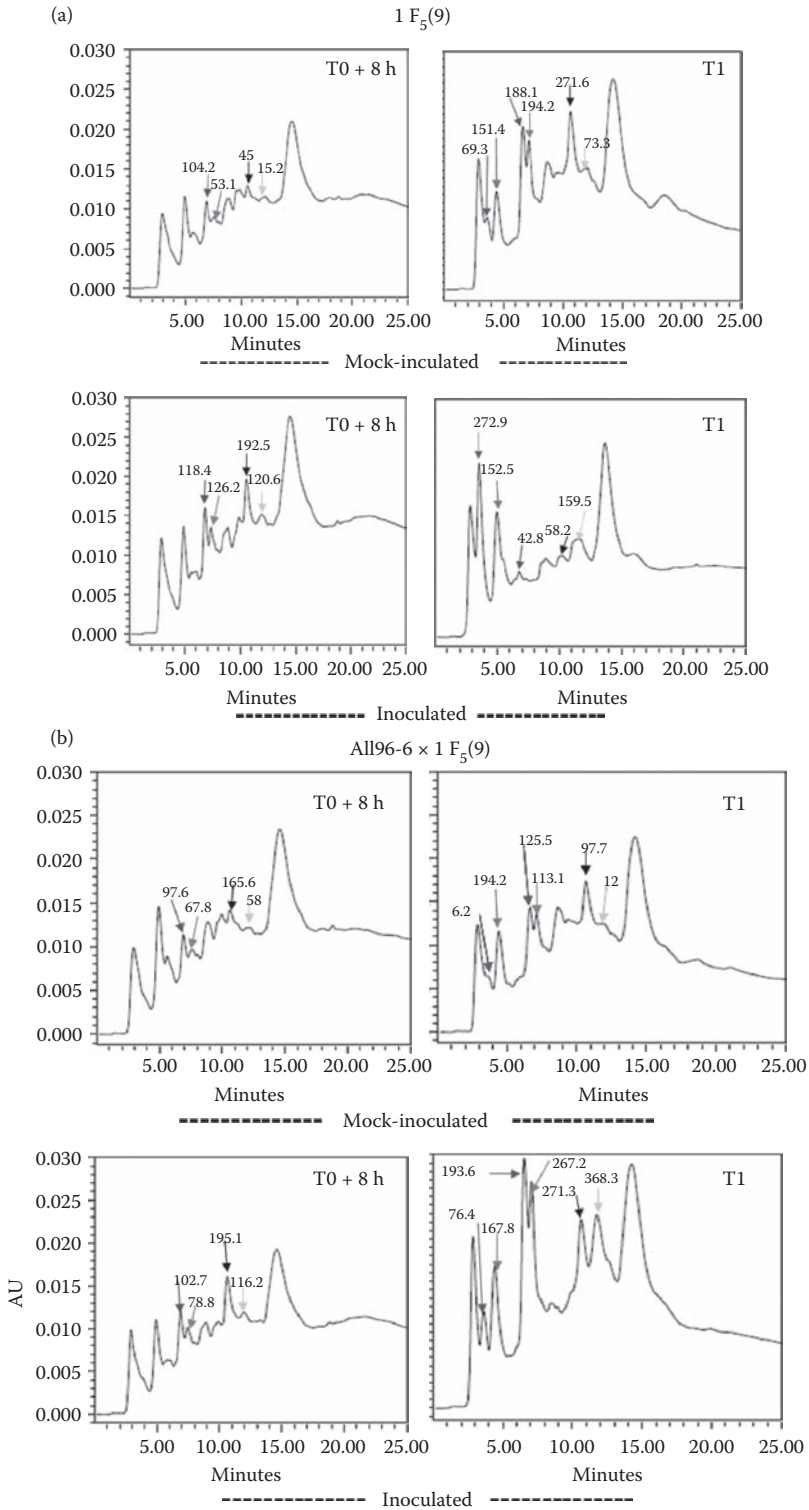 (a)
1 F5(9)
0.030
0.025
0.020
0.015
0.010
0.005
0.000
T0 + 8 h
104.2
53.1
45
15.2
5.00 10.00 15.00 20.00 25.00
Minutes
T1
69.3
151.4
188.1
194.2
271.6
73.3
5.00 10.00 15.00 20.00 25.00
Minutes
Mock-inculated
0.030
0.025
0.020
0.015
0.010
0.005
0.000
T0 + 8 h
118.4
126.2
192.5
120.6
5.00 10.00 15.00 20.00 25.00
Minutes
T1
272.9
152.5
42.8
58.2
159.5
5.00 10.00 15.00 20.00 25.00
Minutes
Inoculated
(b)
All96-6 × 1 F5(9)
0.030
0.025
0.020
0.015
0.010
0.005
0.000
T0 + 8 h
97.6
67.8
165.6
58
5.00 10.00 15.00 20.00 25.00
Minutes
T1
6.2
194.2
125.5
113.1
97.7
12
5.00 10.00 15.00 20.00 25.00
Minutes
Mock-inoculated
AU
0.030
0.025
0.020
0.015
0.010
0.005
0.000
T0 + 8 h
102.7
78.8
195.1
116.2
5.00 10.00 15.00 20.00 25.00
Minutes
T1
76.4
167.8
193.6
267.2
271.3
368.3
5.00 10.00 15.00 20.00 25.00
Minutes
Inoculated